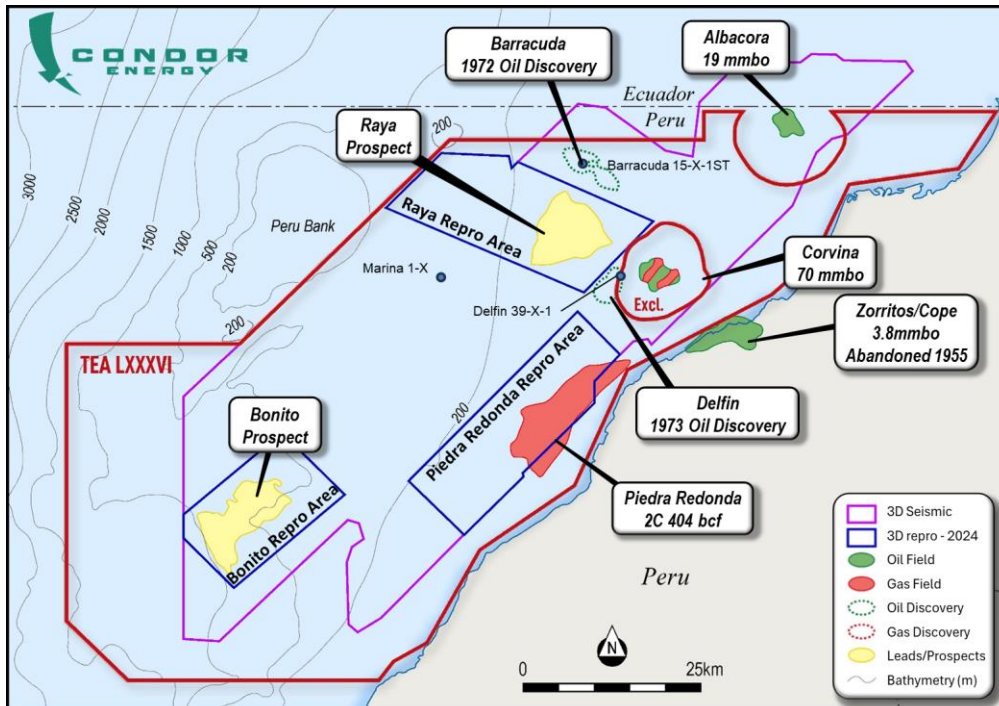 CONDOR
ENERGY
Barracuda
1972 Oil Discovery
Albacora
19 mmbo
Ecuador
Peru
Raya
Prospect
200
Barracuda 15-X-1ST
3000
2500
2000
1500
1000
500
200
Peru Bank
Raya Repro Area
Marina 1-X
Corvina
70 mmbo
Delfin 39-X-1
Excl.
Zorritos/Cope
3.8mmbo
Abandoned 1955
200
TEA LXXXVI
Piedra Redonda Repro Area
Delfin
1973 Oil Discovery
Bonito
Prospect
200
Piedra Redonda
2C 404 bcf
Bonito Repro Area
Peru
N
0
25km
3D Seismic
3D repro - 2024
Oil Field
Gas Field
Oil Discovery
Gas Discovery
Leads/Prospects
Bathymetry (m)